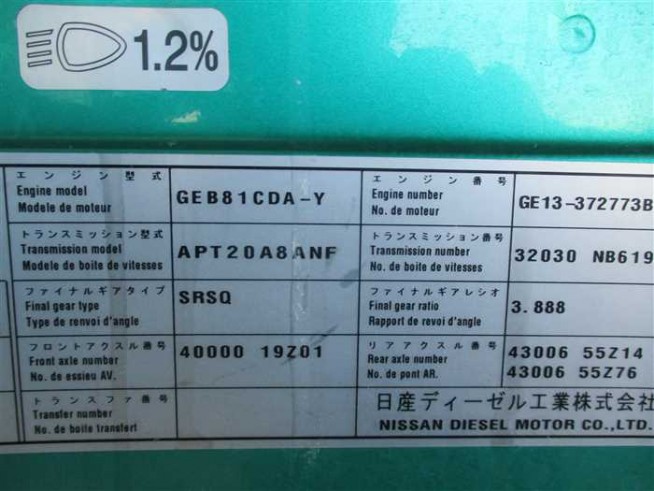 1.2%
エンジン型式
Engine model
Modele de moteur
GEB81CDA-Y
エンジン番号
Engine number
No. de moteur
GE13-372773B
トランスミッション型式
Transmission model
Modele de boite de vitesses
APT20A8ANF
トランスミッション番号
Transmission number
No. de boite de vitesses
32030 NB619
ファイナルギアタイプ
Final gear type
Type de renvoi d'angle
SRSQ
ファイナルギアレシオ
Final gear ratio
Rapport de revoi d'angle
3.888
フロントアクスル番号
Front axle number
No. de essieu AV.
40000 19Z01
リアアクスル番号
Rear axle number
No. de pont AR.
43006 55Z14
43006 55Z76
トランスファ番号
Transfer number
No. de boite transfert
日産ディーゼル工業株式会社
NISSAN DIESEL MOTOR CO.,LTD.